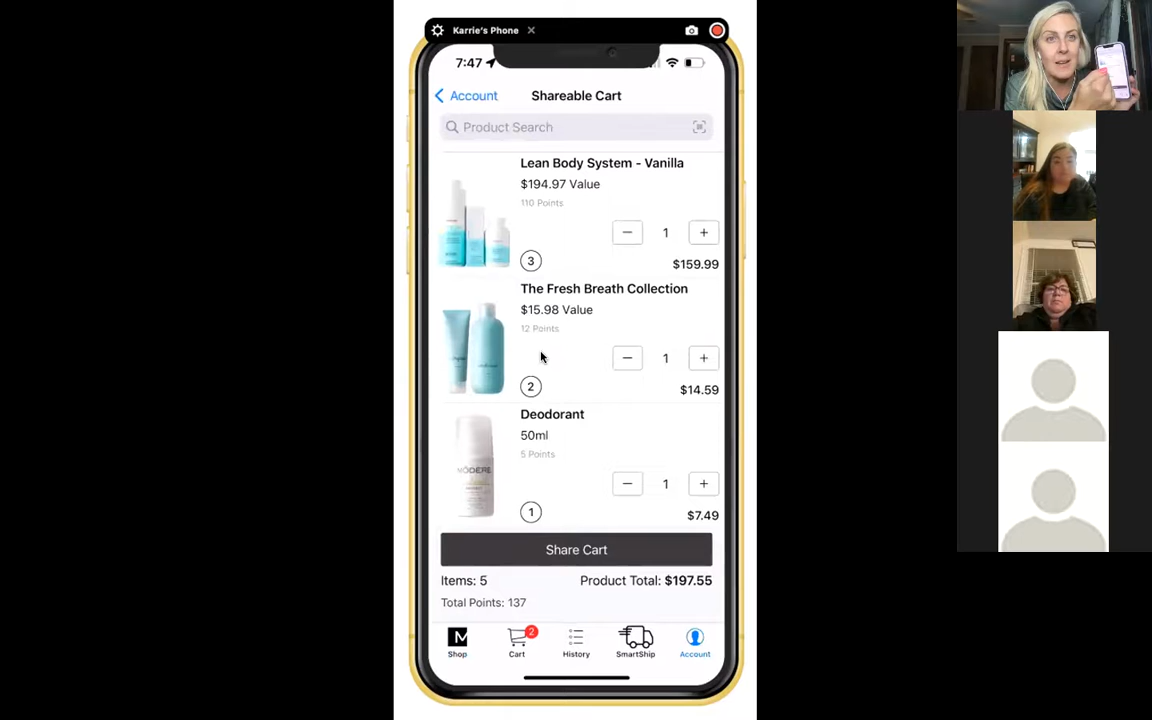 Karrie's Phone
7:47
Account
Shareable Cart
Product Search
Lean Body System - Vanilla
$194.97 Value
110 Points
1
3
$159.99
The Fresh Breath Collection
$15.98 Value
12 Points
1
2
$14.59
Deodorant
50ml
5 Points
MODERE
1
1
$7.49
Share Cart
Items: 5
Product Total: $197.55
Total Points: 137
M
2
Shop
Cart
History
SmartShip
Account